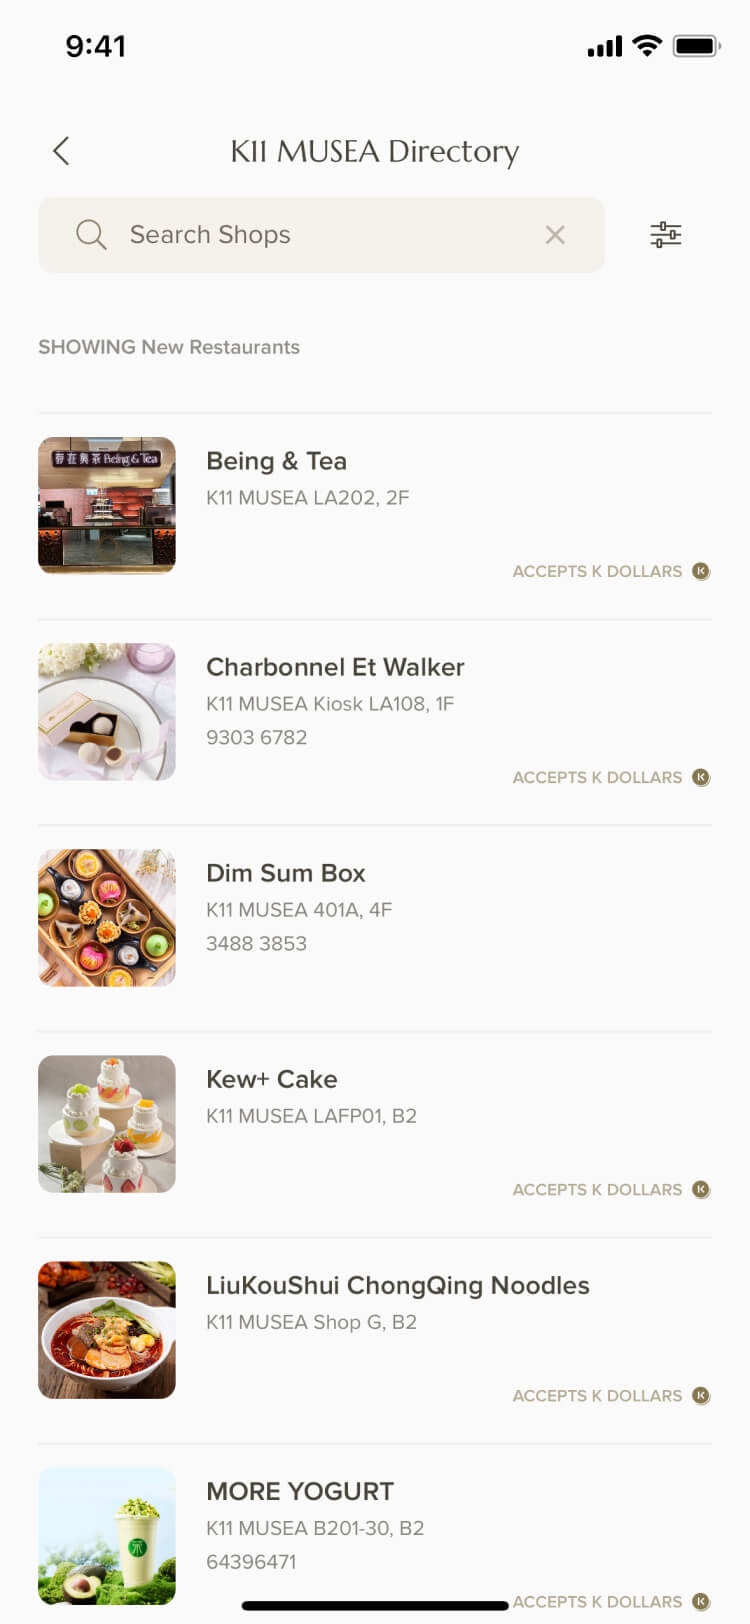 9:41
K11 MUSEA Directory
Search Shops
SHOWING New Restaurants
Being & Tea
K11 MUSEA LA202, 2F
ACCEPTS K DOLLARS K
Being & Tea
Charbonnel Et Walker
K11 MUSEA Kiosk LA108, 1F
9303 6782
ACCEPTS K DOLLARS K
Dim Sum Box
K11 MUSEA 401A, 4F
3488 3853
Kew+ Cake
K11 MUSEA LAFP01, B2
ACCEPTS K DOLLARS K
LiuKouShui ChongQing Noodles
K11 MUSEA Shop G, B2
ACCEPTS K DOLLARS K
MORE YOGURT
K11 MUSEA B201-30, B2
64396471
ACCEPTS K DOLLARS K